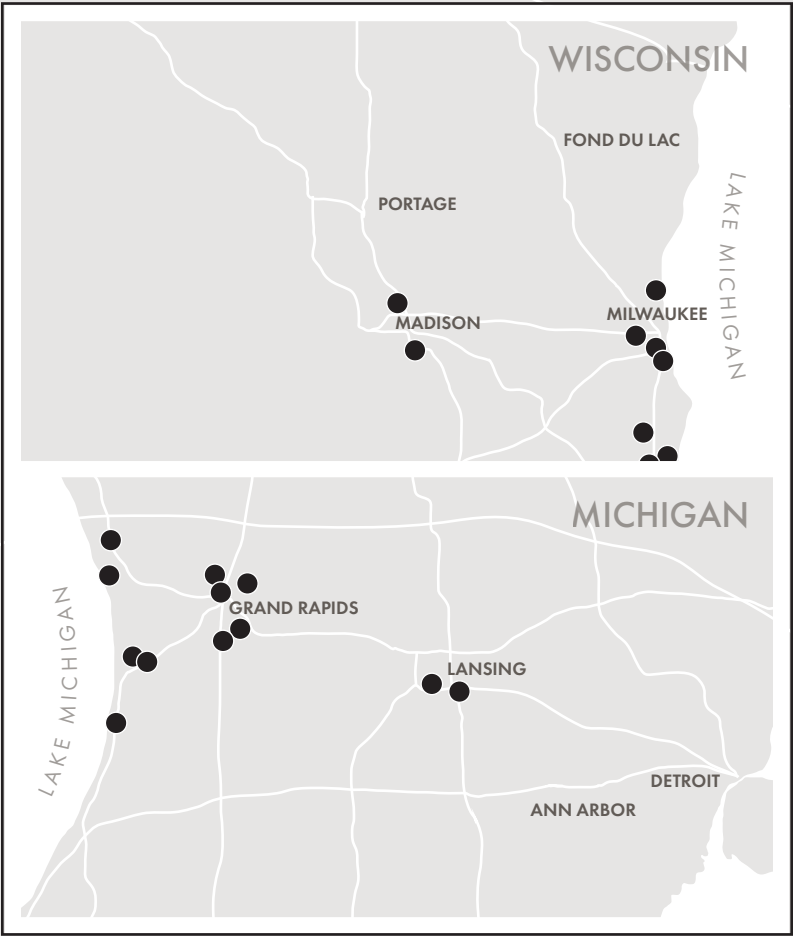 WISCONSIN
FOND DU LAC
PORTAGE
LAKE MICHIGAN
MILWAUKEE
MADISON
MICHIGAN
LAKE MICHIGAN
GRAND RAPIDS
LANSING
DETROIT
ANN ARBOR